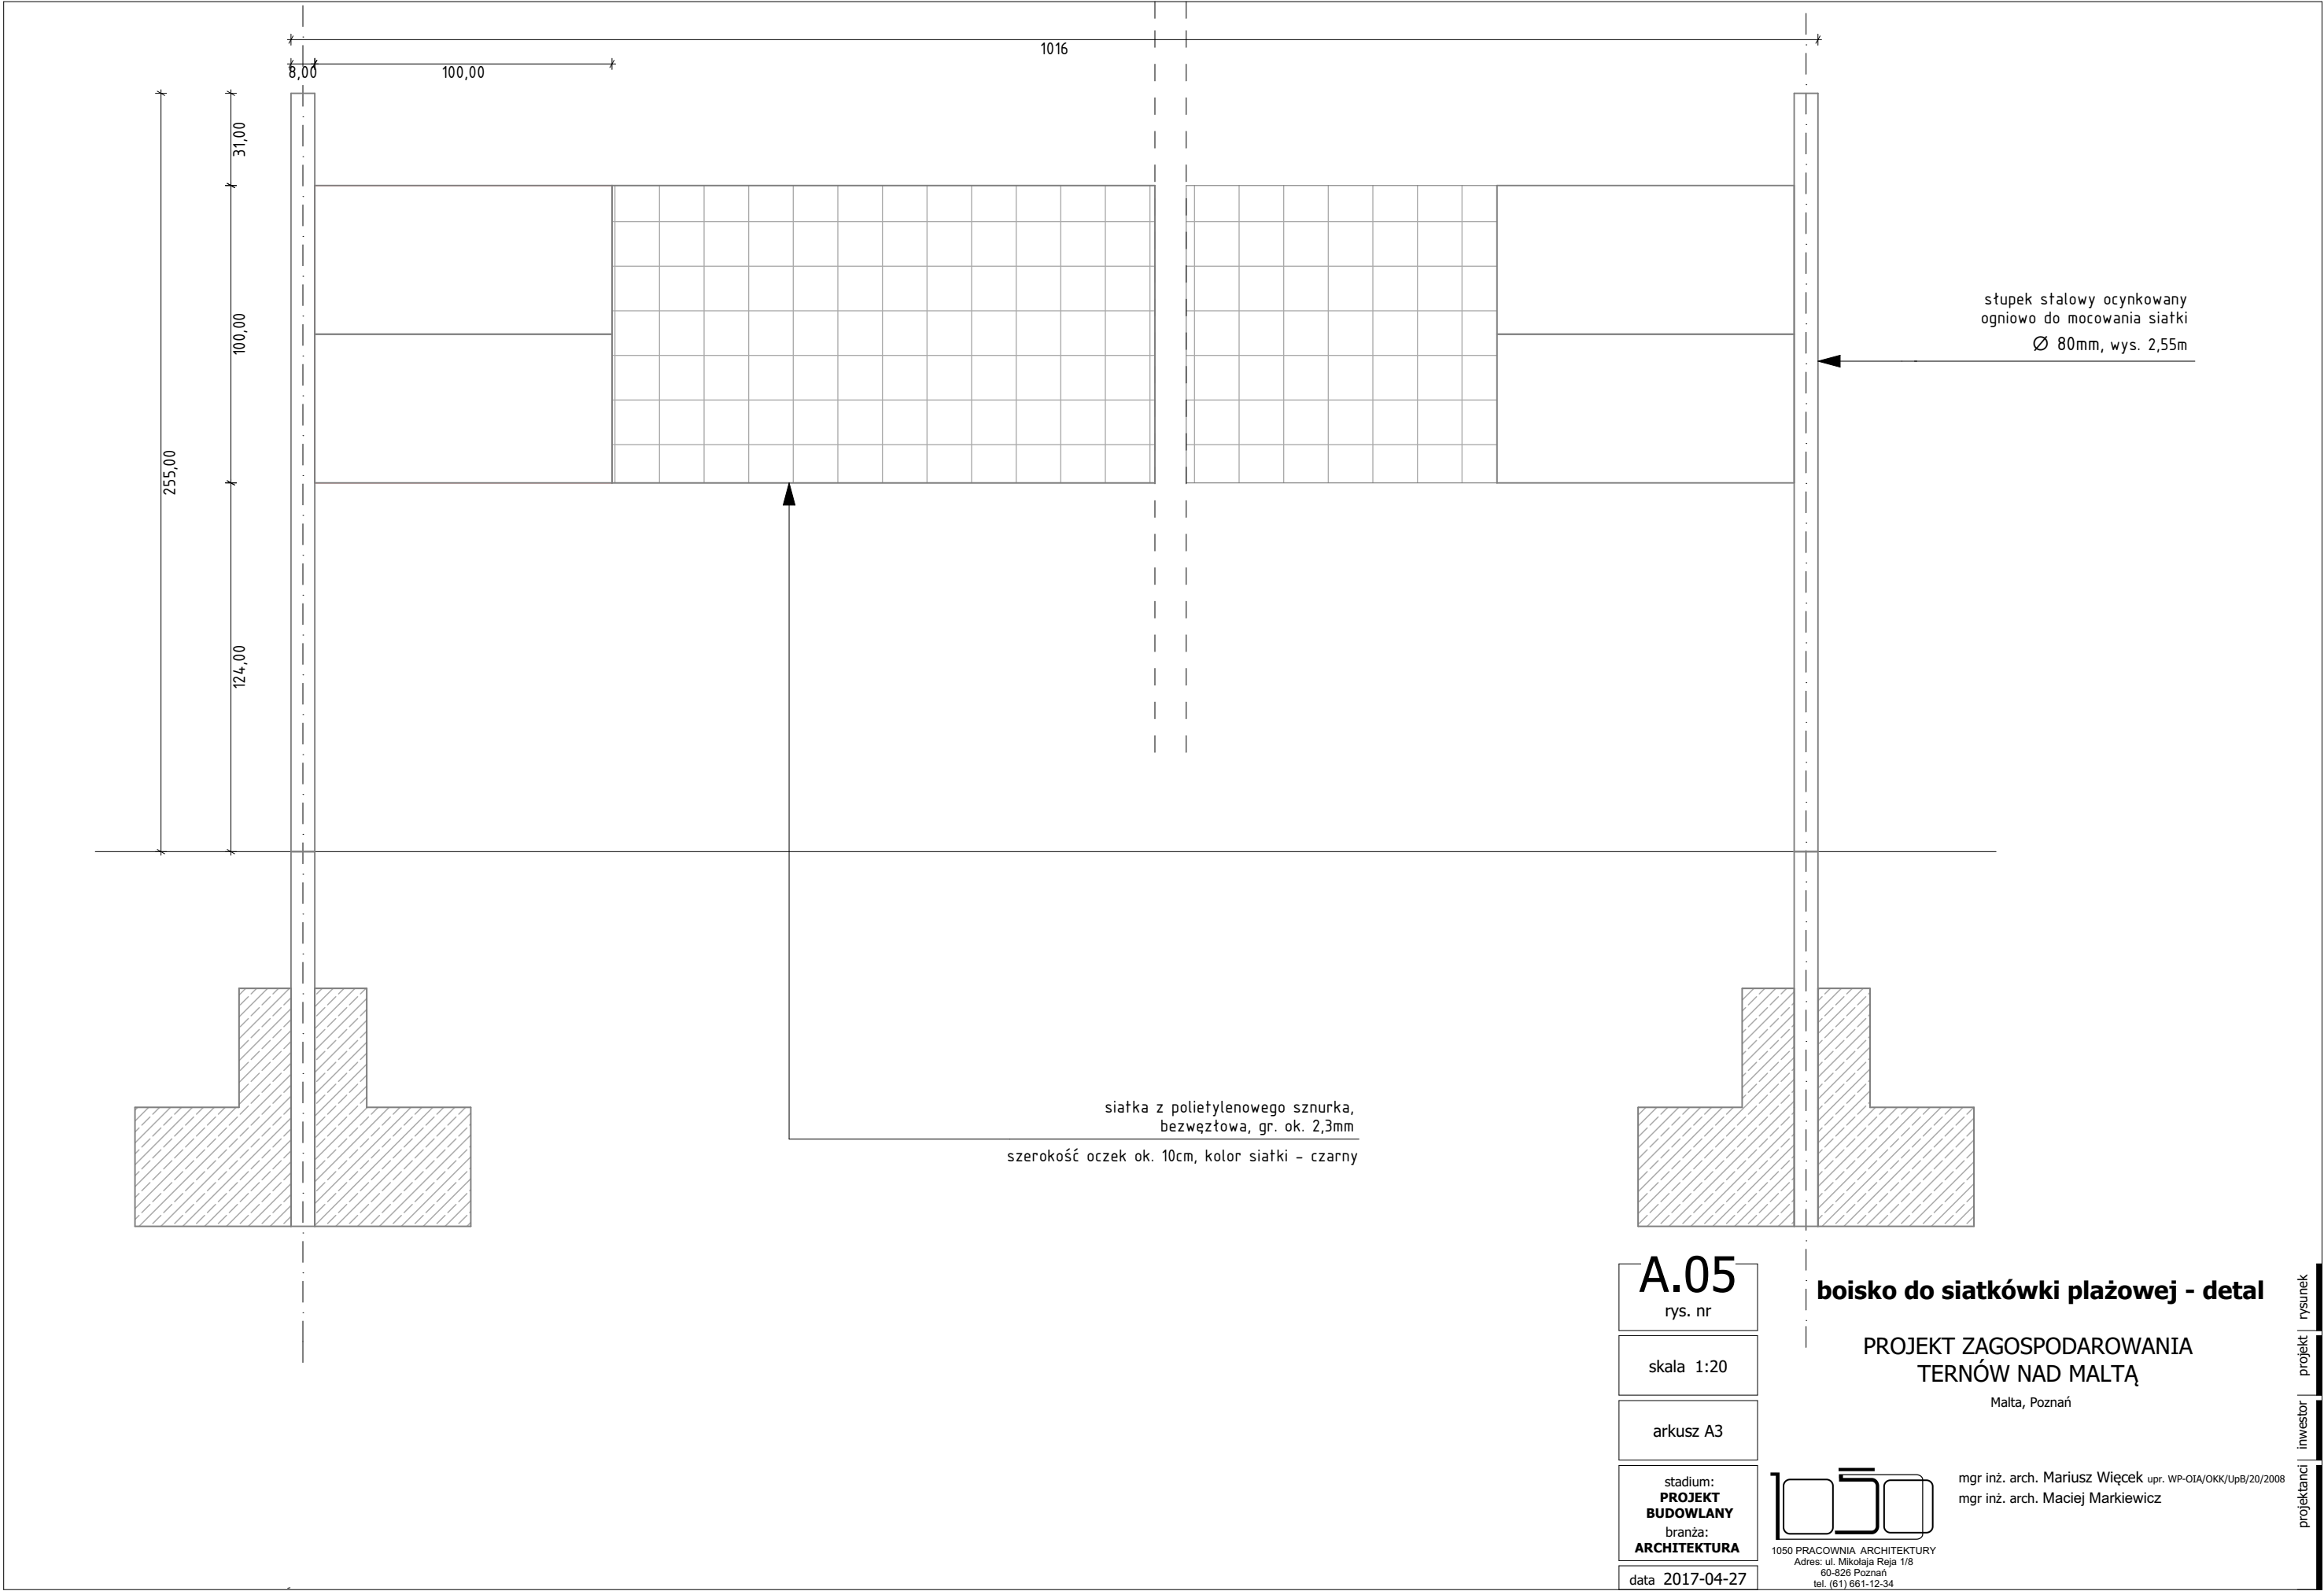 1016
8,00
100,00
31,00
100,00
255,00
124,00
słupek stalowy ocynkowany
ogniowo do mocowania siatki
Ø 80mm, wys. 2,55m
siatka z polietylenowego sznurka,
bezwęzłowa, gr. ok. 2,3mm
szerokość oczek ok. 10cm, kolor siatki - czarny
A.05
rys. nr
skala 1:20
arkusz A3
stadium:
PROJEKT
BUDOWLANY
branża:
ARCHITEKTURA
data 2017-04-27
boisko do siatkówki plażowej - detal
PROJEKT ZAGOSPODAROWANIA
TERNÓW NAD MALTĄ
Malta, Poznań
mgr inż. arch. Mariusz Więcek upr. WP-OIA/OKK/UpB/20/2008
mgr inż. arch. Maciej Markiewicz
1050
1050 PRACOWNIA ARCHITEKTURY
Adres: ul. Mikołaja Reja 1/8
60-826 Poznań
tel. (61) 661-12-34
rysunek
projekt
inwestor
projektanci